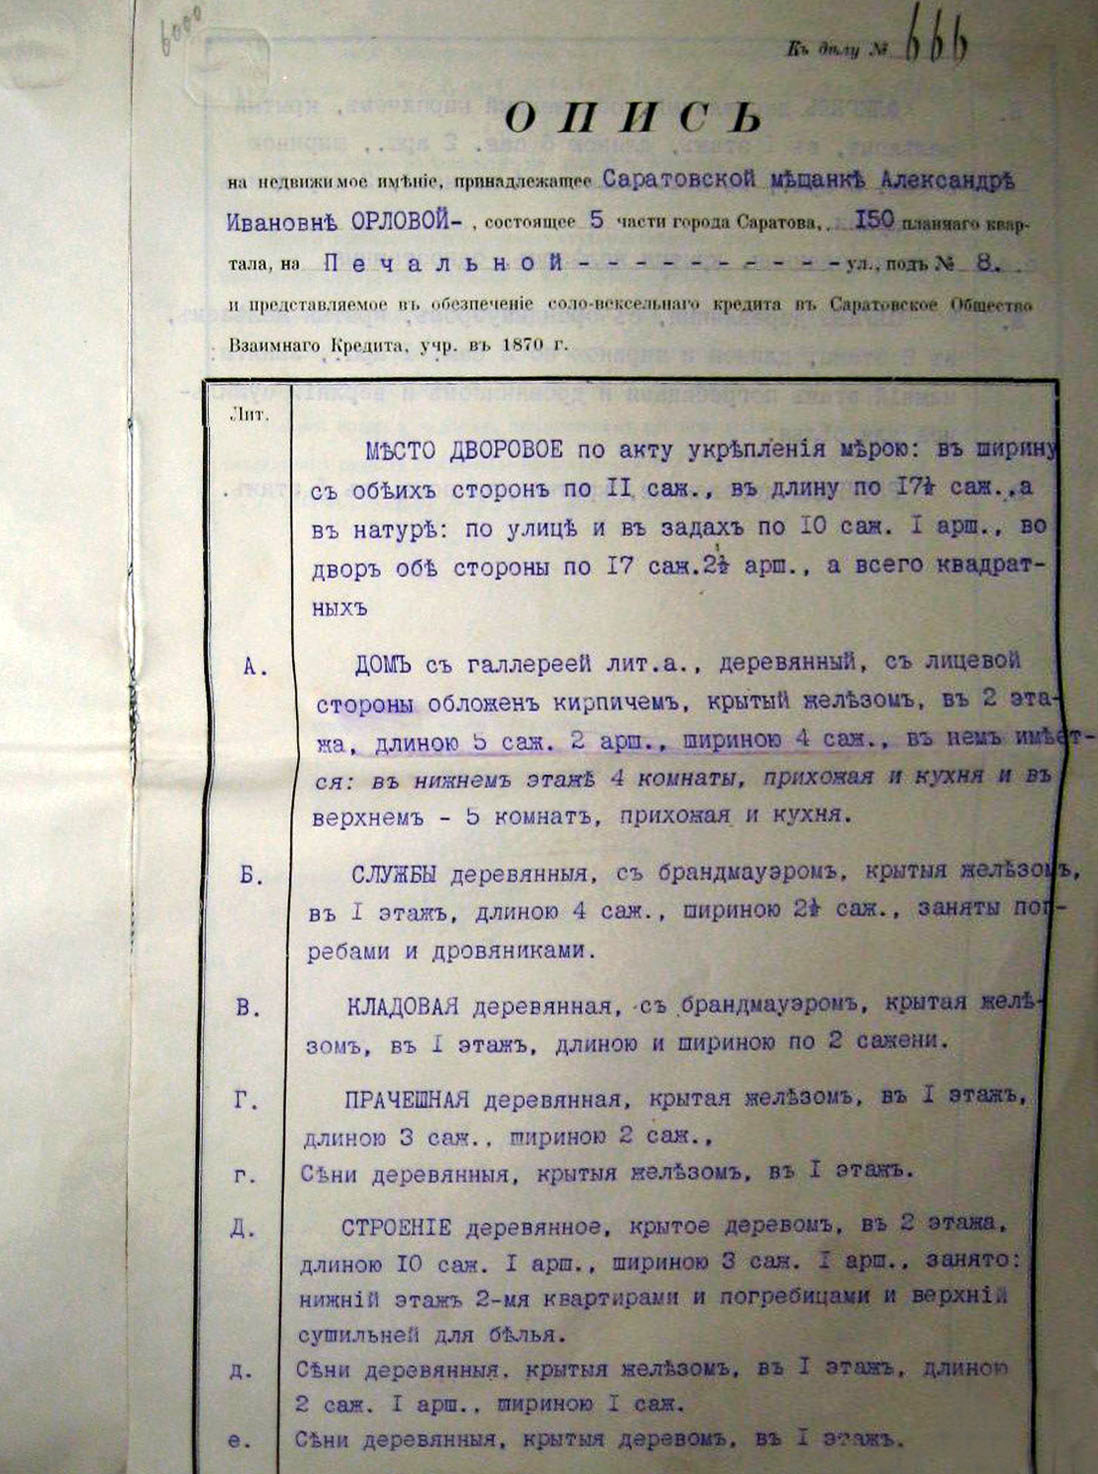 6000
Къ дѣлу № 666
ОПИСЬ
на недвижимое имѣніе, принадлежащее Саратовской мѣщанкѣ Александрѣ
Ивановнѣ ОРЛОВОЙ- , состоящее 5 части города Саратова,. 150 планнаго квар-
тала, на Печальной - - - - - - - - - - ул., подъ № 8.
и представляемое въ обезпеченіе соло-вексельнаго кредита въ Саратовское Общество
Взаимнаго Кредита, учр. въ 1870 г.
Лит.
МѢСТО ДВОРОВОЕ по акту укрѣпленія мѣрою: въ ширину
съ обѣихъ сторонъ по II саж., въ длину по I7½ саж.,а
въ натурѣ: по улицѣ и въ задахъ по I0 саж. I арш., во
дворъ обѣ стороны по I7 саж.2½ арш., а всего квадрат-
ныхъ
А. ДОМЪ съ галлереей лит.а., деревянный, съ лицевой
стороны обложенъ кирпичемъ, крытый желѣзомъ, въ 2 эта-
жа, длиною 5 саж. 2 арш., шириною 4 саж., въ немъ имѣет-
ся: въ нижнемъ этажѣ 4 комнаты, прихожая и кухня и въ
верхнемъ - 5 комнатъ, прихожая и кухня.
Б. СЛУЖБЫ деревянныя, съ брандмауэромъ, крытыя желѣзомъ,
въ I этажъ, длиною 4 саж., шириною 2½ саж., заняты пог-
ребами и дровяниками.
В. КЛАДОВАЯ деревянная, съ брандмауэромъ, крытая желѣ-
зомъ, въ I этажъ, длиною и шириною по 2 сажени.
Г. ПРАЧЕШНАЯ деревянная, крытая желѣзомъ, въ I этажъ,
длиною 3 саж., шириною 2 саж.,
г. Сѣни деревянныя, крытыя желѣзомъ, въ I этажъ.
Д. СТРОЕНІЕ деревянное, крытое деревомъ, въ 2 этажа,
длиною I0 саж. I арш., шириною 3 саж. I арш., занято:
нижній этажъ 2-мя квартирами и погребицами и верхній
сушильней для бѣлья.
д. Сѣни деревянныя, крытыя желѣзомъ, въ I этажъ, длиною
2 саж. I арш., шириною I саж.
е. Сѣни деревянныя, крытыя деревомъ, въ I этажъ.